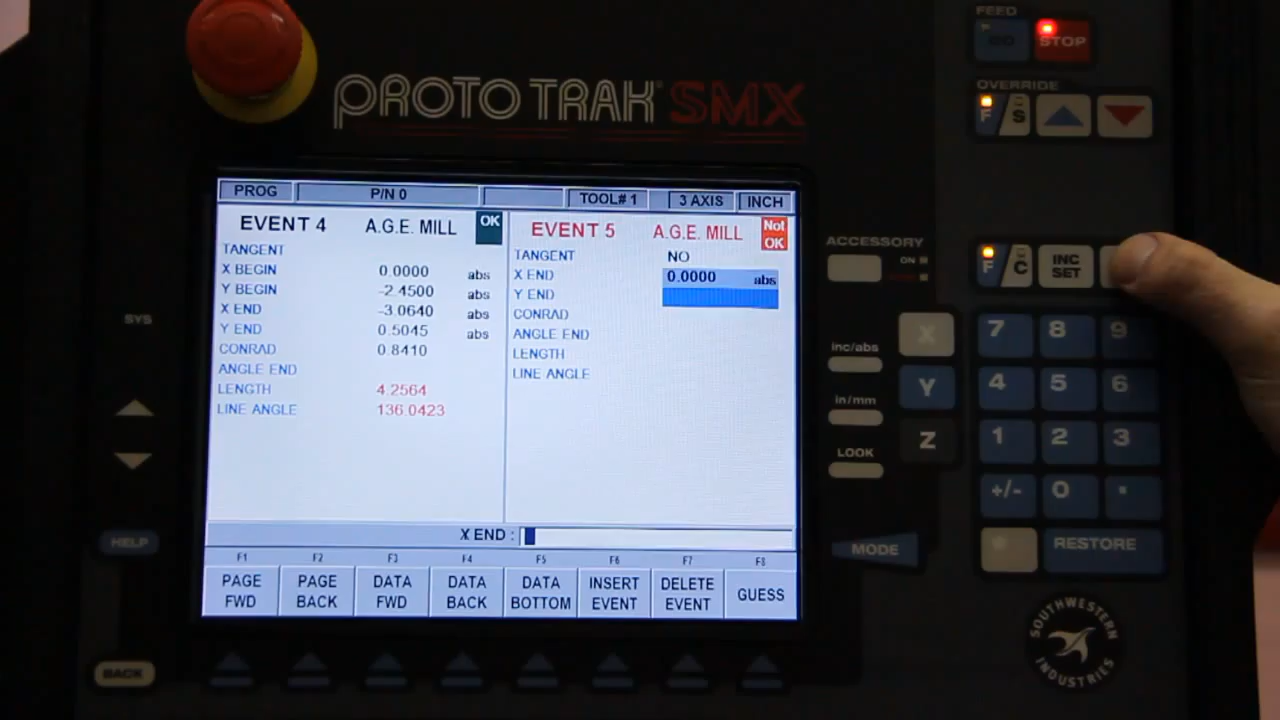 FEED
GO STOP
PROTO TRAK SMX
OVERRIDE
F S
PROG P/N 0 TOOL# 1 3 AXIS INCH
EVENT 4 A.G.E. MILL OK
TANGENT
X BEGIN 0.0000 abs
Y BEGIN -2.4500 abs
X END -3.0640 abs
Y END 0.5045 abs
CONRAD 0.8410
ANGLE END
LENGTH 4.2564
LINE ANGLE 136.0423
EVENT 5 A.G.E. MILL Not OK
TANGENT NO
X END 0.0000 abs
Y END
CONRAD
ANGLE END
LENGTH
LINE ANGLE
X END :
F1 F2 F3 F4 F5 F6 F7 F8
PAGE FWD
PAGE BACK
DATA FWD
DATA BACK
DATA BOTTOM
INSERT EVENT
DELETE EVENT
GUESS
SYS
HELP
BACK
ACCESSORY
ON
F C
INC SET
inc/abs
in/mm
LOOK
MODE
X
Y
Z
7 8 9
4 5 6
1 2 3
+/- 0 .
RESTORE
SOUTHWESTERN
INDUSTRIES